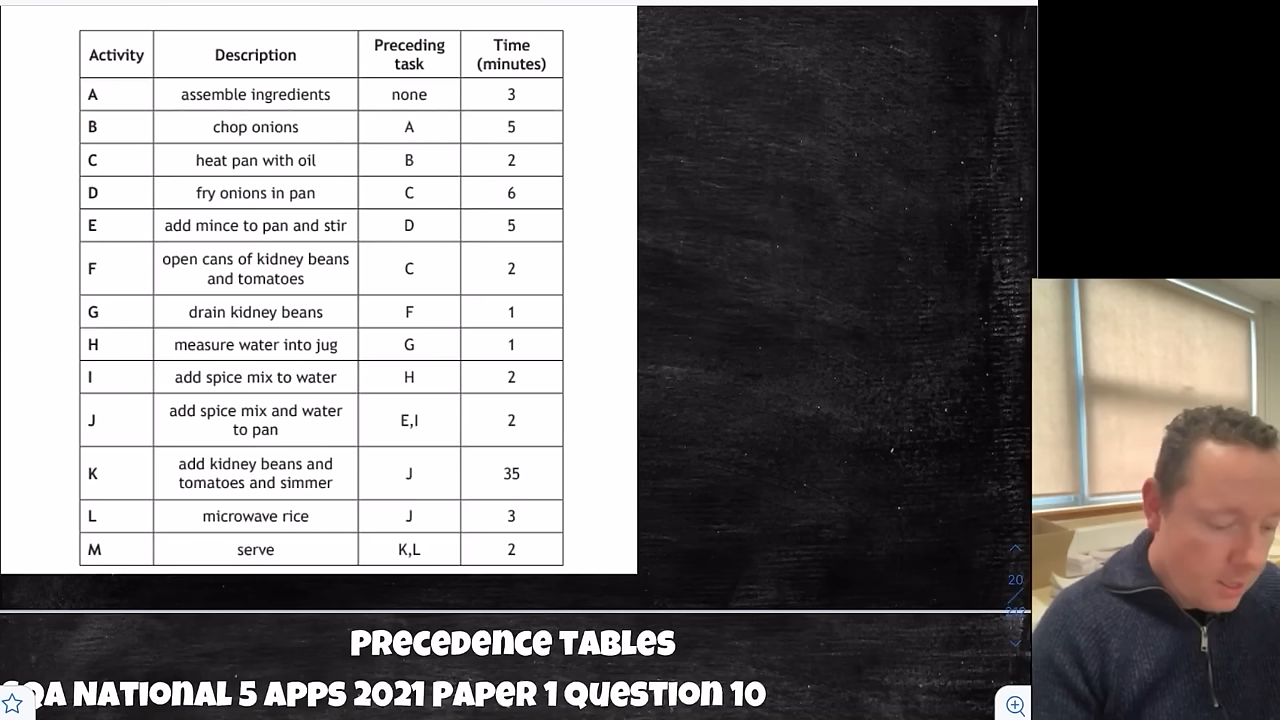 Activity Description Preceding task Time (minutes)
A assemble ingredients none 3
B chop onions A 5
C heat pan with oil B 2
D fry onions in pan C 6
E add mince to pan and stir D 5
F open cans of kidney beans and tomatoes C 2
G drain kidney beans F 1
H measure water into jug G 1
I add spice mix to water H 2
J add spice mix and water to pan E,I 2
K add kidney beans and tomatoes and simmer J 35
L microwave rice J 3
M serve K,L 2
20
Precedence Tables
SQA National 5 Apps 2021 Paper 1 Question 10